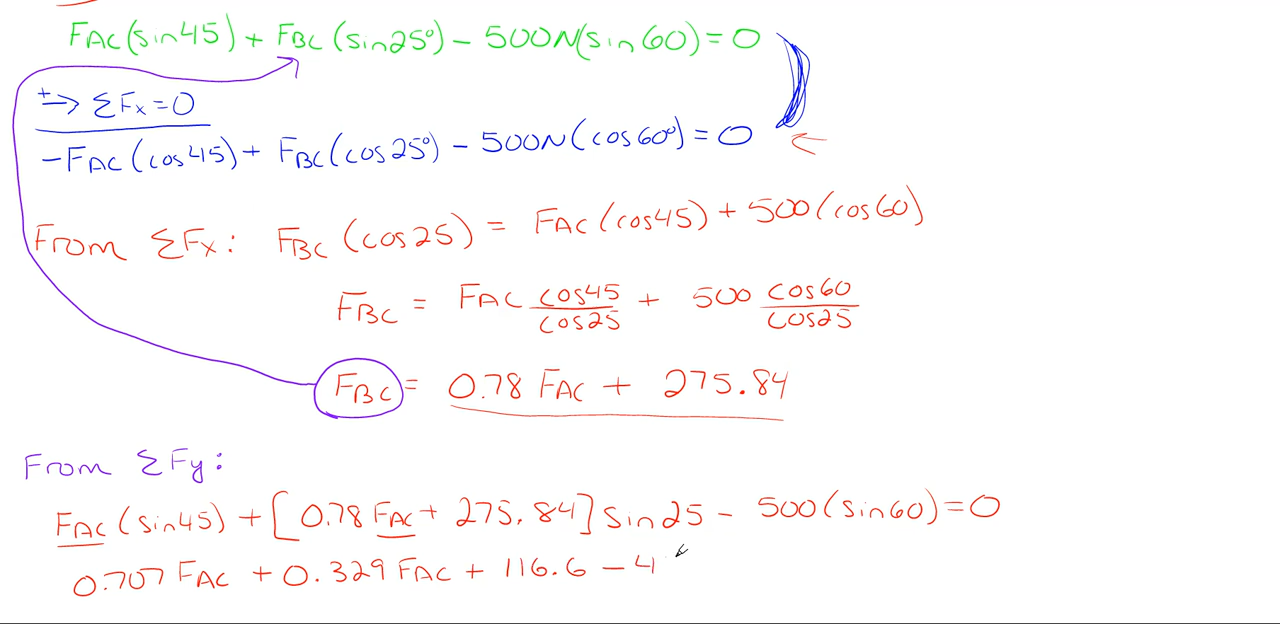 FAC(sin45) + FBC(sin25°) - 500N(sin60) = 0
+→ ΣFx = 0
-FAC(cos45) + FBC(cos25°) - 500N(cos60°) = 0
From ΣFx: FBC(cos25) = FAC(cos45) + 500(cos60)
FBC = FAC cos45/cos25 + 500 cos60/cos25
FBC = 0.78 FAC + 275.84
From ΣFy:
FAC(sin45) + [0.78 FAC + 275.84] sin25 - 500(sin60) = 0
0.707 FAC + 0.329 FAC + 116.6 - 4